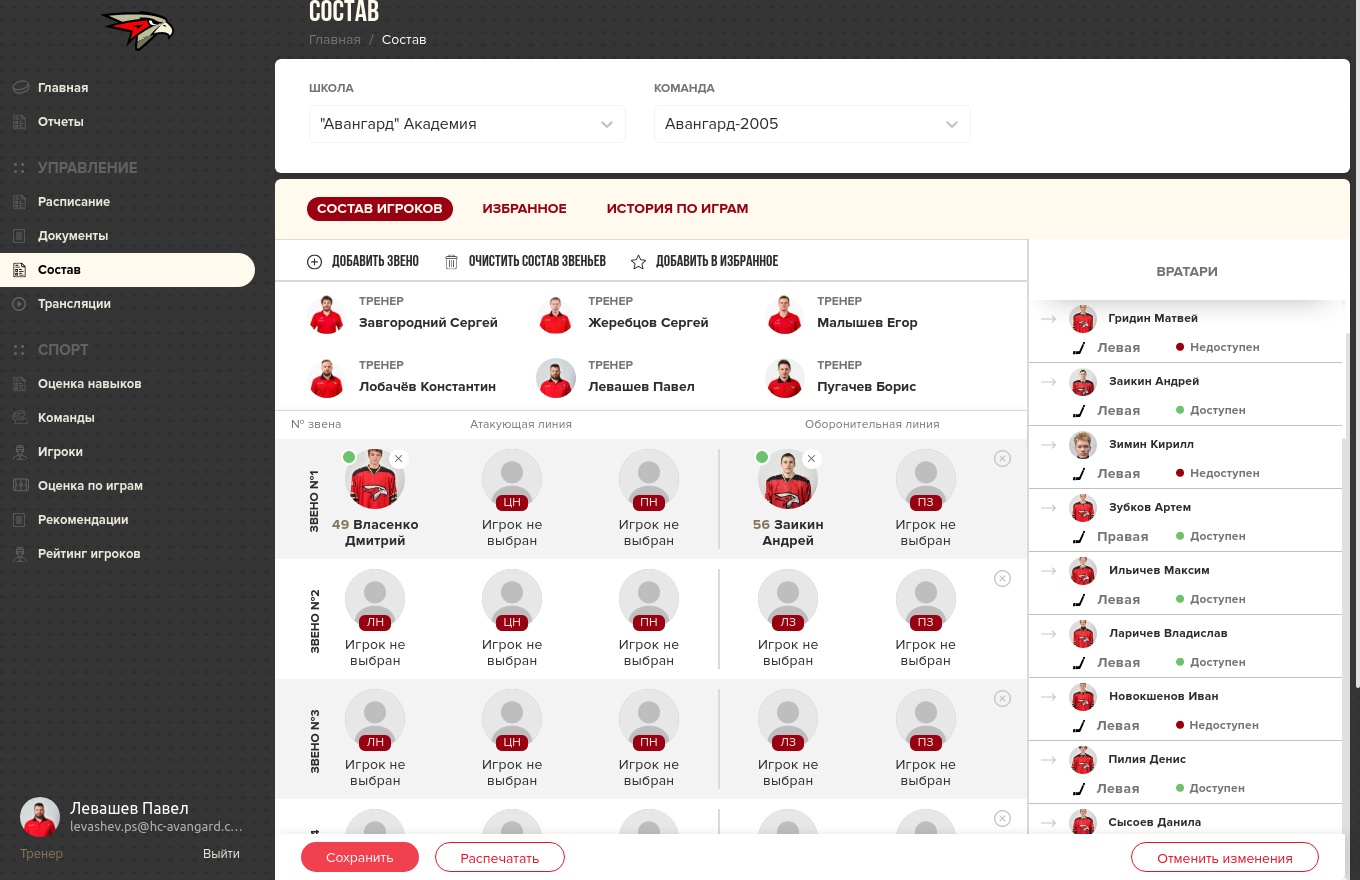 СОСТАВ
Главная / Состав
Главная
Отчеты
УПРАВЛЕНИЕ
Расписание
Документы
Состав
Трансляции
СПОРТ
Оценка навыков
Команды
Игроки
Оценка по играм
Рекомендации
Рейтинг игроков
Левашев Павел
levashev.ps@hc-avangard.c...
Тренер Выйти
ШКОЛА КОМАНДА
"Авангард" Академия Авангард-2005
СОСТАВ ИГРОКОВ ИЗБРАННОЕ ИСТОРИЯ ПО ИГРАМ
ДОБАВИТЬ ЗВЕНО ОЧИСТИТЬ СОСТАВ ЗВЕНЬЕВ ДОБАВИТЬ В ИЗБРАННОЕ
ТРЕНЕР ТРЕНЕР ТРЕНЕР
Завгородний Сергей Жеребцов Сергей Малышев Егор
ТРЕНЕР ТРЕНЕР ТРЕНЕР
Лобачёв Константин Левашев Павел Пугачев Борис
№ звена Атакующая линия Оборонительная линия
ЗВЕНО №1
ЦН ПН ПЗ
49 Власенко Игрок не Игрок не 56 Заикин Игрок не
Дмитрий выбран выбран Андрей выбран
ЗВЕНО №2
ЛН ЦН ПН ЛЗ ПЗ
Игрок не Игрок не Игрок не Игрок не Игрок не
выбран выбран выбран выбран выбран
ЗВЕНО №3
ЛН ЦН ПН ЛЗ ПЗ
Игрок не Игрок не Игрок не Игрок не Игрок не
выбран выбран выбран выбран выбран
ВРАТАРИ
Гридин Матвей
Левая Недоступен
Заикин Андрей
Левая Доступен
Зимин Кирилл
Левая Недоступен
Зубков Артем
Правая Доступен
Ильичев Максим
Левая Доступен
Ларичев Владислав
Левая Доступен
Новокшенов Иван
Левая Недоступен
Пилия Денис
Левая Доступен
Сысоев Данила
Сохранить Распечатать Отменить изменения